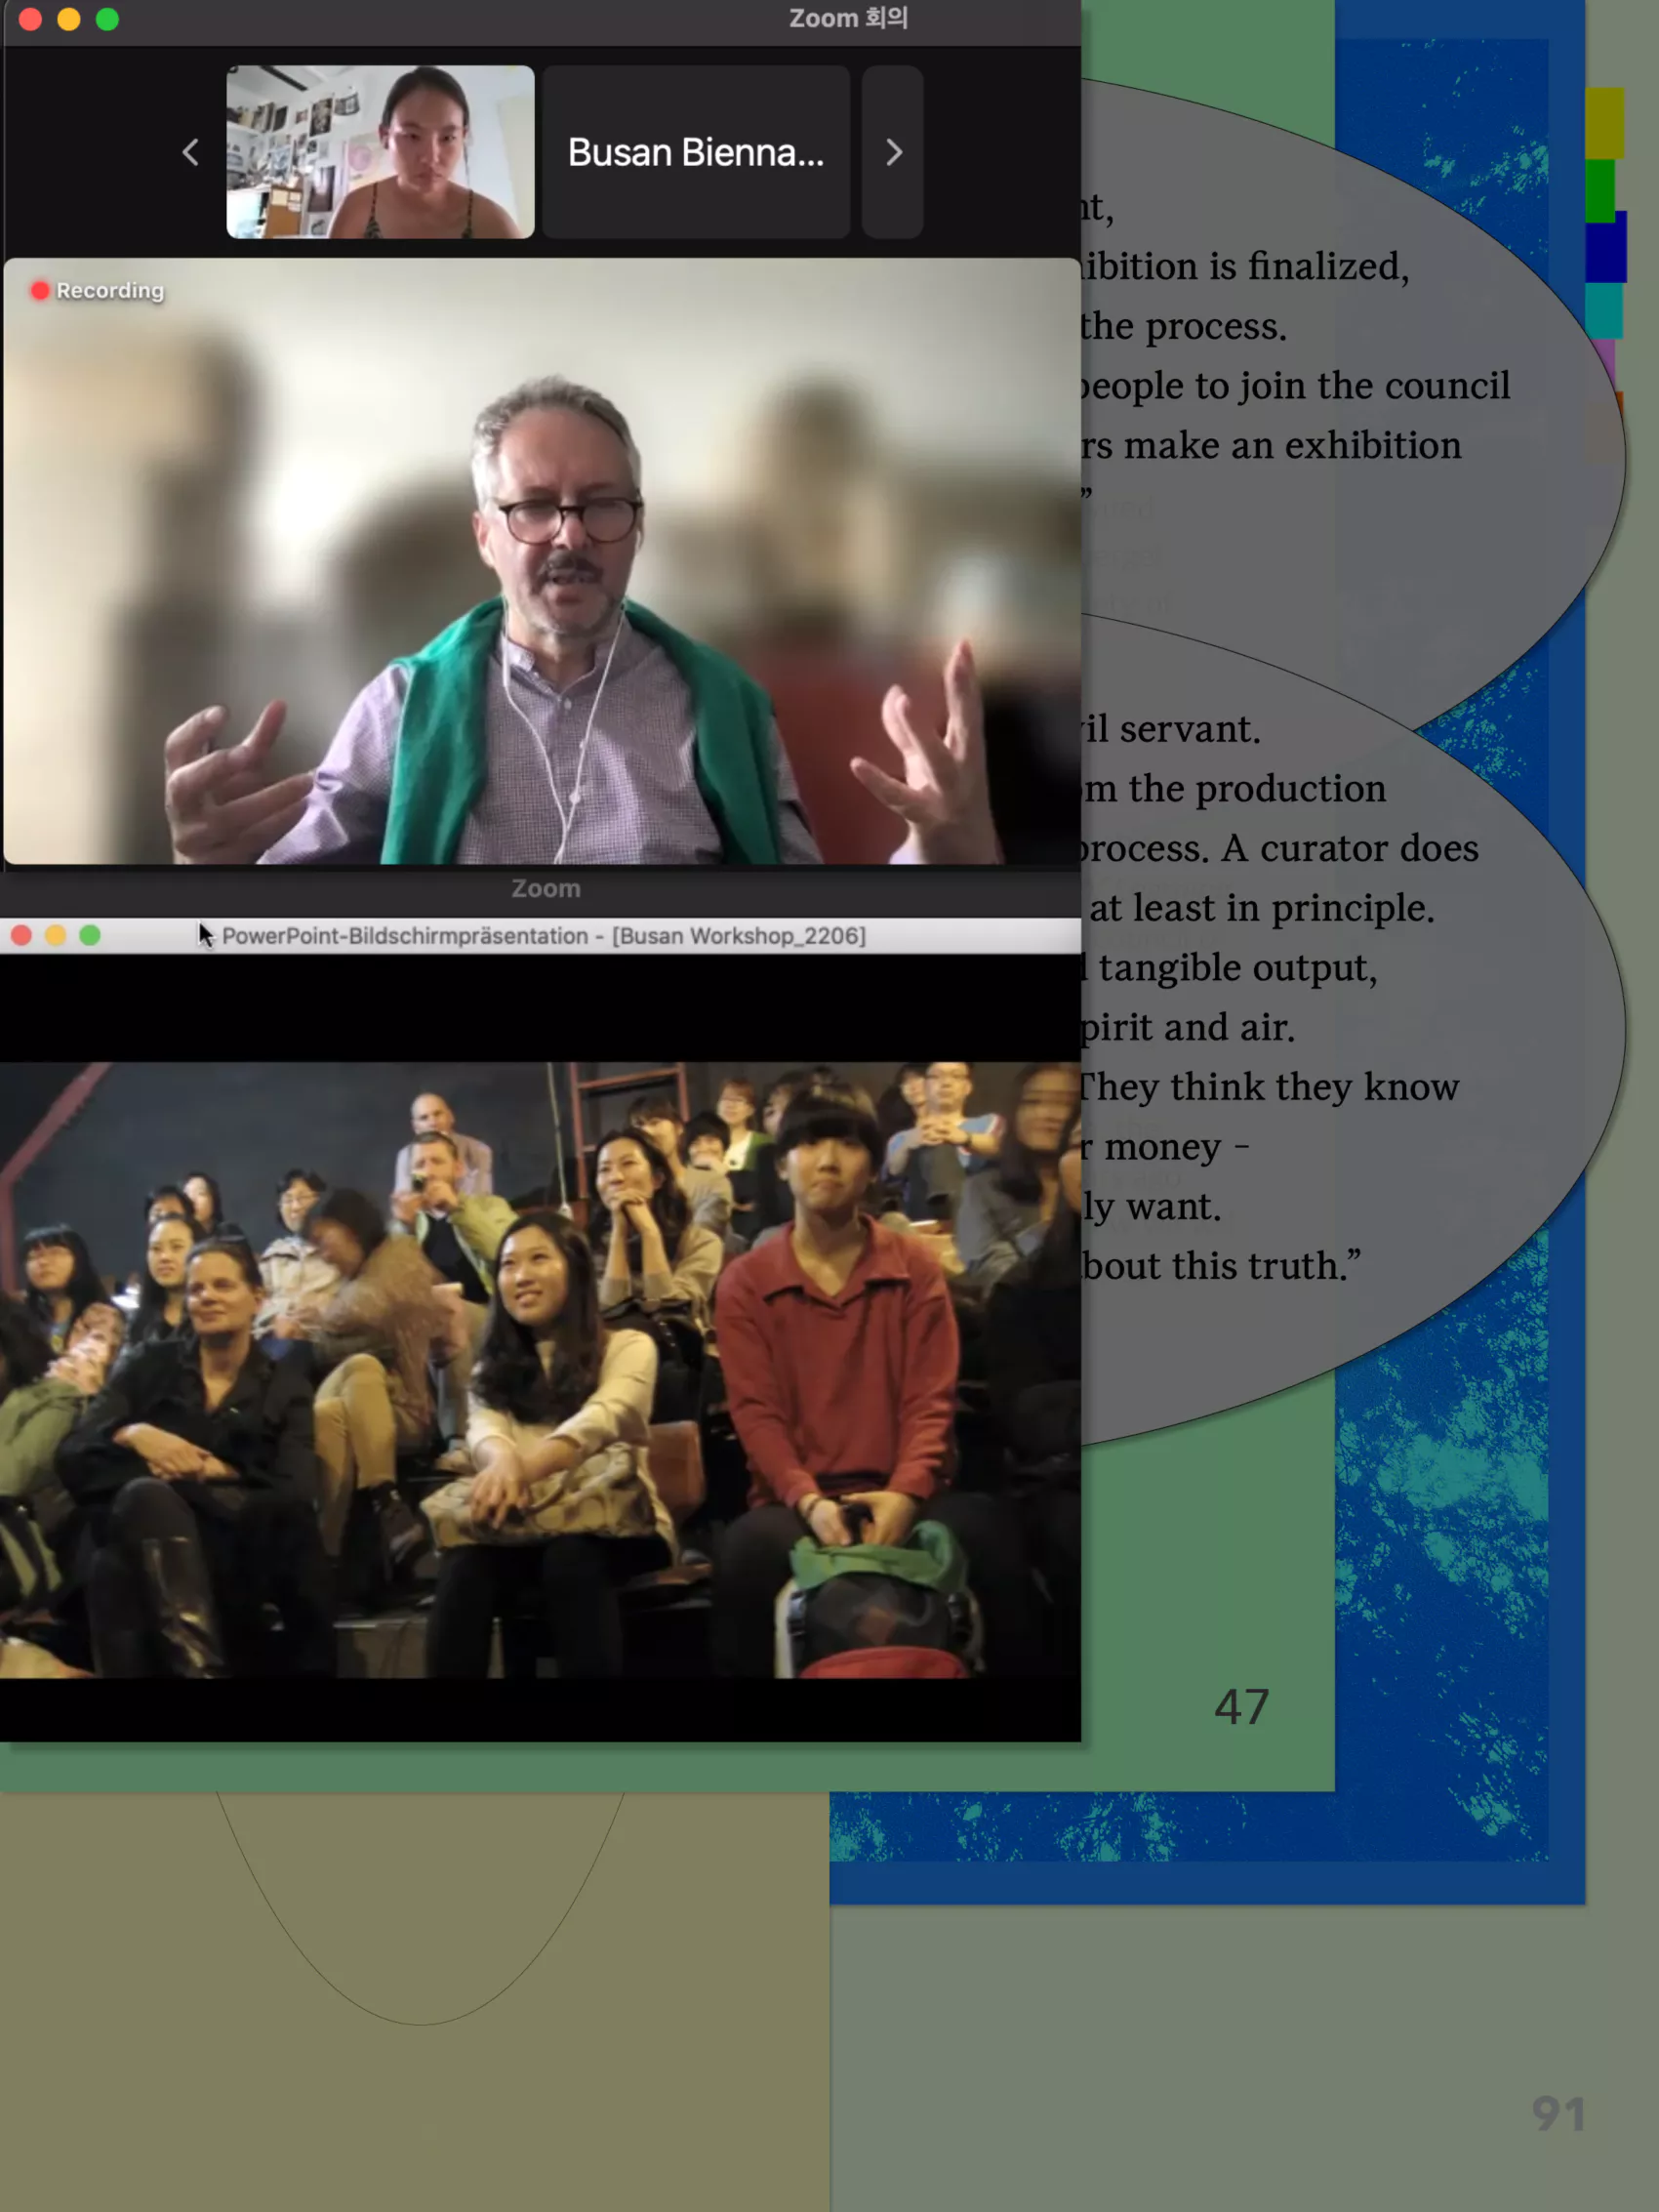 Zoom 회의
Busan Bienna...
Recording
Zoom
PowerPoint-Bildschirmpräsentation - [Busan Workshop_2206]
nt,
ibition is finalized,
the process.
people to join the council
rs make an exhibition
”
vil servant.
om the production
process. A curator does
at least in principle.
d tangible output,
pirit and air.
They think they know
r money –
ly want.
bout this truth.”
47
91